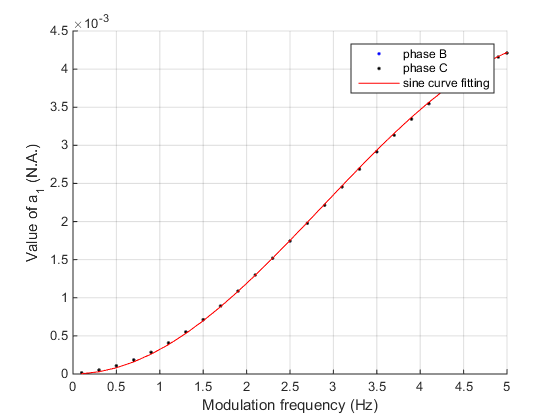 ×10⁻³
4.5
4
3.5
3
2.5
2
1.5
1
0.5
0
Value of a₁ (N.A.)
phase B
phase C
sine curve fitting
0 0.5 1 1.5 2 2.5 3 3.5 4 4.5 5
Modulation frequency (Hz)